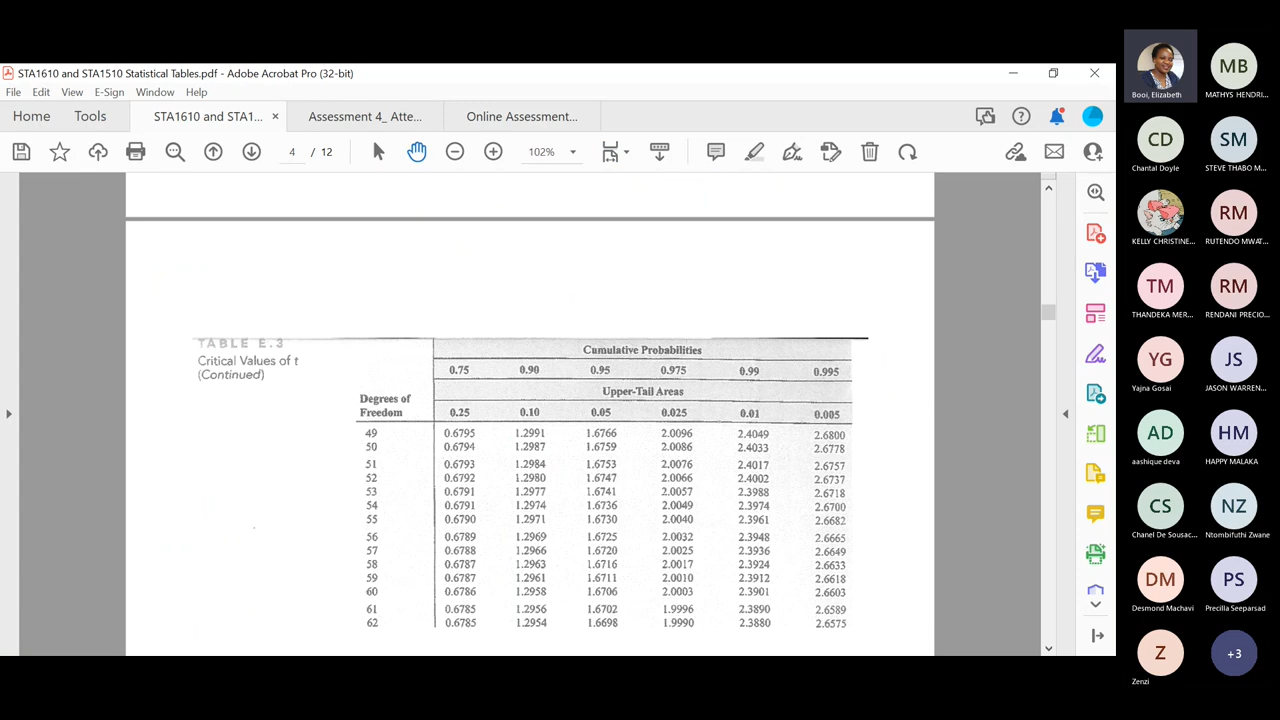 STA1610 and STA1510 Statistical Tables.pdf - Adobe Acrobat Pro (32-bit)
File Edit View E-Sign Window Help
Home Tools STA1610 and STA1... × Assessment 4_ Atte... Online Assessment...
4 / 12 102%
TABLE E.3
Critical Values of t
(Continued)
Cumulative Probabilities
0.75 0.90 0.95 0.975 0.99 0.995
Upper-Tail Areas
Degrees of
Freedom 0.25 0.10 0.05 0.025 0.01 0.005
49 0.6795 1.2991 1.6766 2.0096 2.4049 2.6800
50 0.6794 1.2987 1.6759 2.0086 2.4033 2.6778
51 0.6793 1.2984 1.6753 2.0076 2.4017 2.6757
52 0.6792 1.2980 1.6747 2.0066 2.4002 2.6737
53 0.6791 1.2977 1.6741 2.0057 2.3988 2.6718
54 0.6791 1.2974 1.6736 2.0049 2.3974 2.6700
55 0.6790 1.2971 1.6730 2.0040 2.3961 2.6682
56 0.6789 1.2969 1.6725 2.0032 2.3948 2.6665
57 0.6788 1.2966 1.6720 2.0025 2.3936 2.6649
58 0.6787 1.2963 1.6716 2.0017 2.3924 2.6633
59 0.6787 1.2961 1.6711 2.0010 2.3912 2.6618
60 0.6786 1.2958 1.6706 2.0003 2.3901 2.6603
61 0.6785 1.2956 1.6702 1.9996 2.3890 2.6589
62 0.6785 1.2954 1.6698 1.9990 2.3880 2.6575
Booi, Elizabeth
MB
MATHYS HENDRI...
CD
Chantal Doyle
SM
STEVE THABO M...
KELLY CHRISTINE...
RM
RUTENDO MWAT...
TM
THANDEKA MER...
RM
RENDANI PRECIO...
YG
Yajna Gosai
JS
JASON WARREN...
AD
aashique deva
HM
HAPPY MALAKA
CS
Chanel De Sousac...
NZ
Ntombifuthi Zwane
DM
Desmond Machavi
PS
Precilla Seeparsad
Z
Zenzi
+3